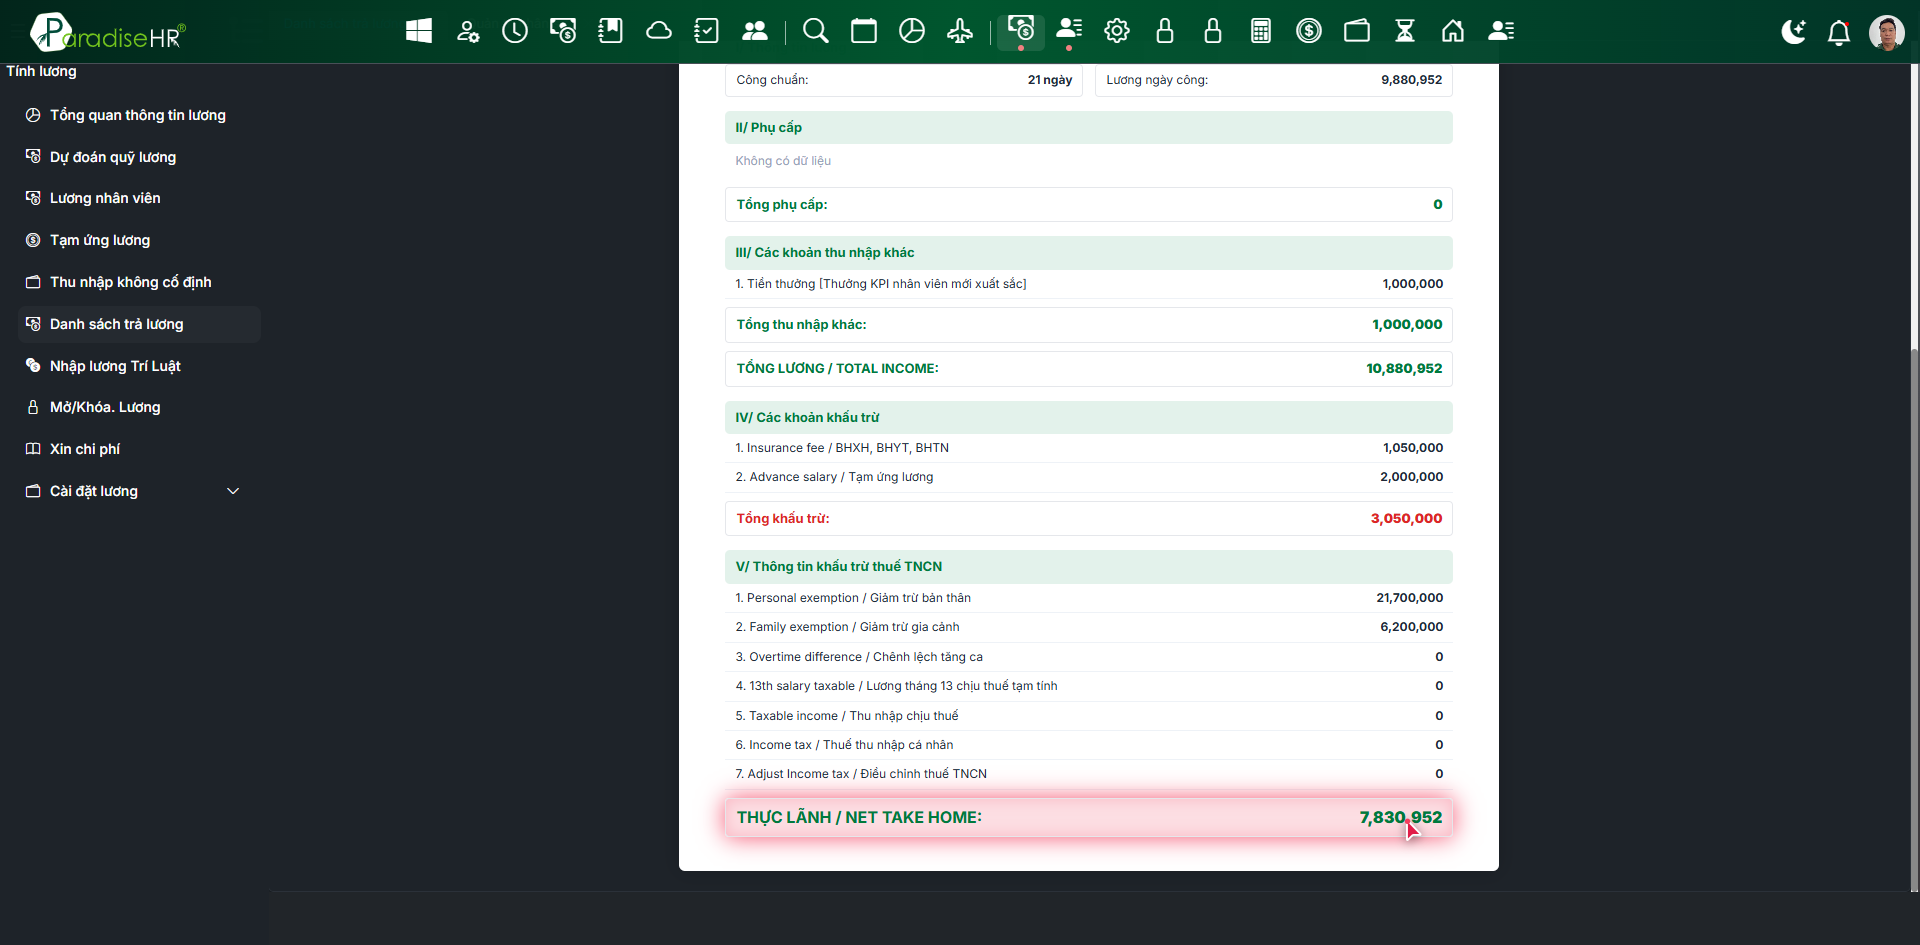 ParadiseHR®
Tính lương
Tổng quan thông tin lương
Dự đoán quỹ lương
Lương nhân viên
Tạm ứng lương
Thu nhập không cố định
Danh sách trả lương
Nhập lương Trí Luật
Mở/Khóa. Lương
Xin chi phí
Cài đặt lương
Công chuẩn: 21 ngày
Lương ngày công: 9,880,952
II/ Phụ cấp
Không có dữ liệu
Tổng phụ cấp: 0
III/ Các khoản thu nhập khác
1. Tiền thưởng [Thưởng KPI nhân viên mới xuất sắc] 1,000,000
Tổng thu nhập khác: 1,000,000
TỔNG LƯƠNG / TOTAL INCOME: 10,880,952
IV/ Các khoản khấu trừ
1. Insurance fee / BHXH, BHYT, BHTN 1,050,000
2. Advance salary / Tạm ứng lương 2,000,000
Tổng khấu trừ: 3,050,000
V/ Thông tin khấu trừ thuế TNCN
1. Personal exemption / Giảm trừ bản thân 21,700,000
2. Family exemption / Giảm trừ gia cảnh 6,200,000
3. Overtime difference / Chênh lệch tăng ca 0
4. 13th salary taxable / Lương tháng 13 chịu thuế tạm tính 0
5. Taxable income / Thu nhập chịu thuế 0
6. Income tax / Thuế thu nhập cá nhân 0
7. Adjust Income tax / Điều chỉnh thuế TNCN 0
THỰC LÃNH / NET TAKE HOME: 7,830,952